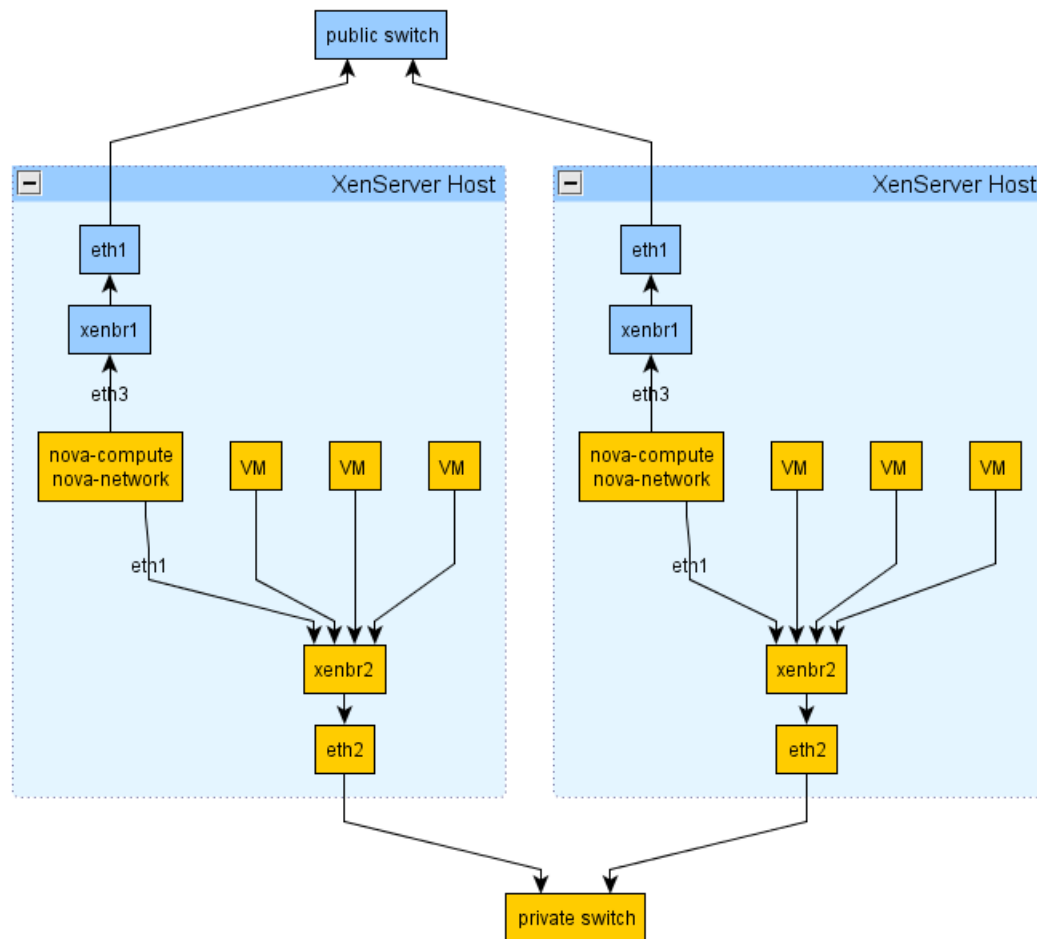 public switch
XenServer Host
eth1
xenbr1
eth3
nova-compute
nova-network
VM
VM
VM
eth1
xenbr2
eth2
XenServer Host
eth1
xenbr1
eth3
nova-compute
nova-network
VM
VM
VM
eth1
xenbr2
eth2
private switch